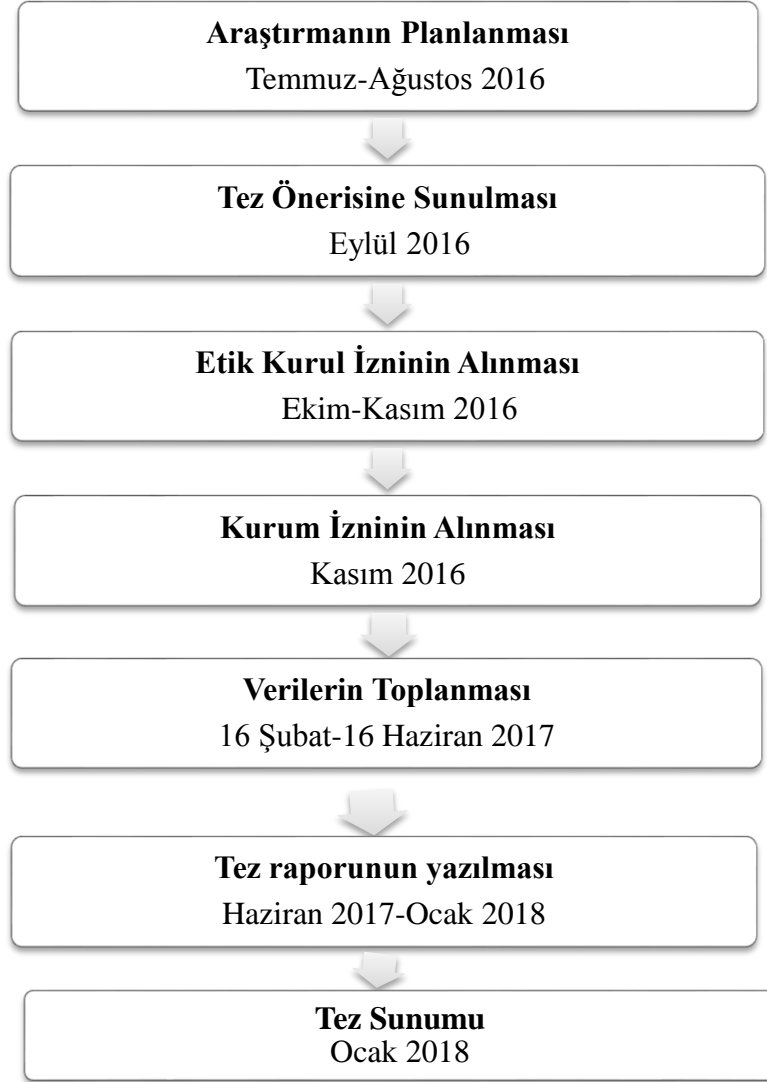 Araştırmanın Planlanması
Temmuz-Ağustos 2016
Tez Önerisine Sunulması
Eylül 2016
Etik Kurul İzninin Alınması
Ekim-Kasım 2016
Kurum İzninin Alınması
Kasım 2016
Verilerin Toplanması
16 Şubat-16 Haziran 2017
Tez raporunun yazılması
Haziran 2017-Ocak 2018
Tez Sunumu
Ocak 2018